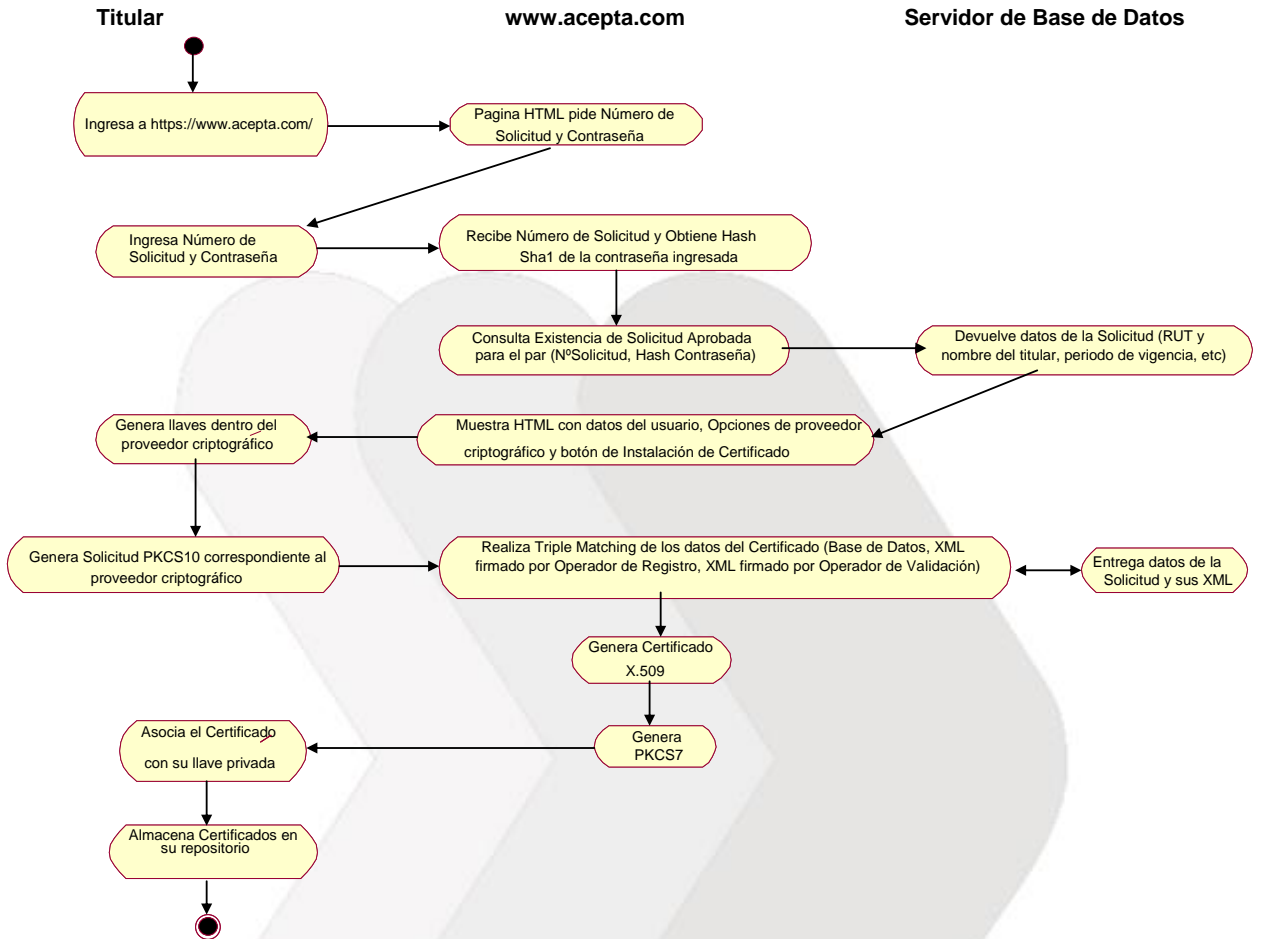 Titular
www.acepta.com
Servidor de Base de Datos
Ingresa a https://www.acepta.com/
Pagina HTML pide Número de
Solicitud y Contraseña
Ingresa Número de
Solicitud y Contraseña
Recibe Número de Solicitud y Obtiene Hash
Sha1 de la contraseña ingresada
Consulta Existencia de Solicitud Aprobada
para el par (NºSolicitud, Hash Contraseña)
Devuelve datos de la Solicitud (RUT y
nombre del titular, periodo de vigencia, etc)
Genera llaves dentro del
proveedor criptográfico
Muestra HTML con datos del usuario, Opciones de proveedor
criptográfico y botón de Instalación de Certificado
Genera Solicitud PKCS10 correspondiente al
proveedor criptográfico
Realiza Triple Matching de los datos del Certificado (Base de Datos, XML
firmado por Operador de Registro, XML firmado por Operador de Validación)
Entrega datos de la
Solicitud y sus XML
Genera Certificado
X.509
Genera
PKCS7
Asocia el Certificado
con su llave privada
Almacena Certificados en
su repositorio